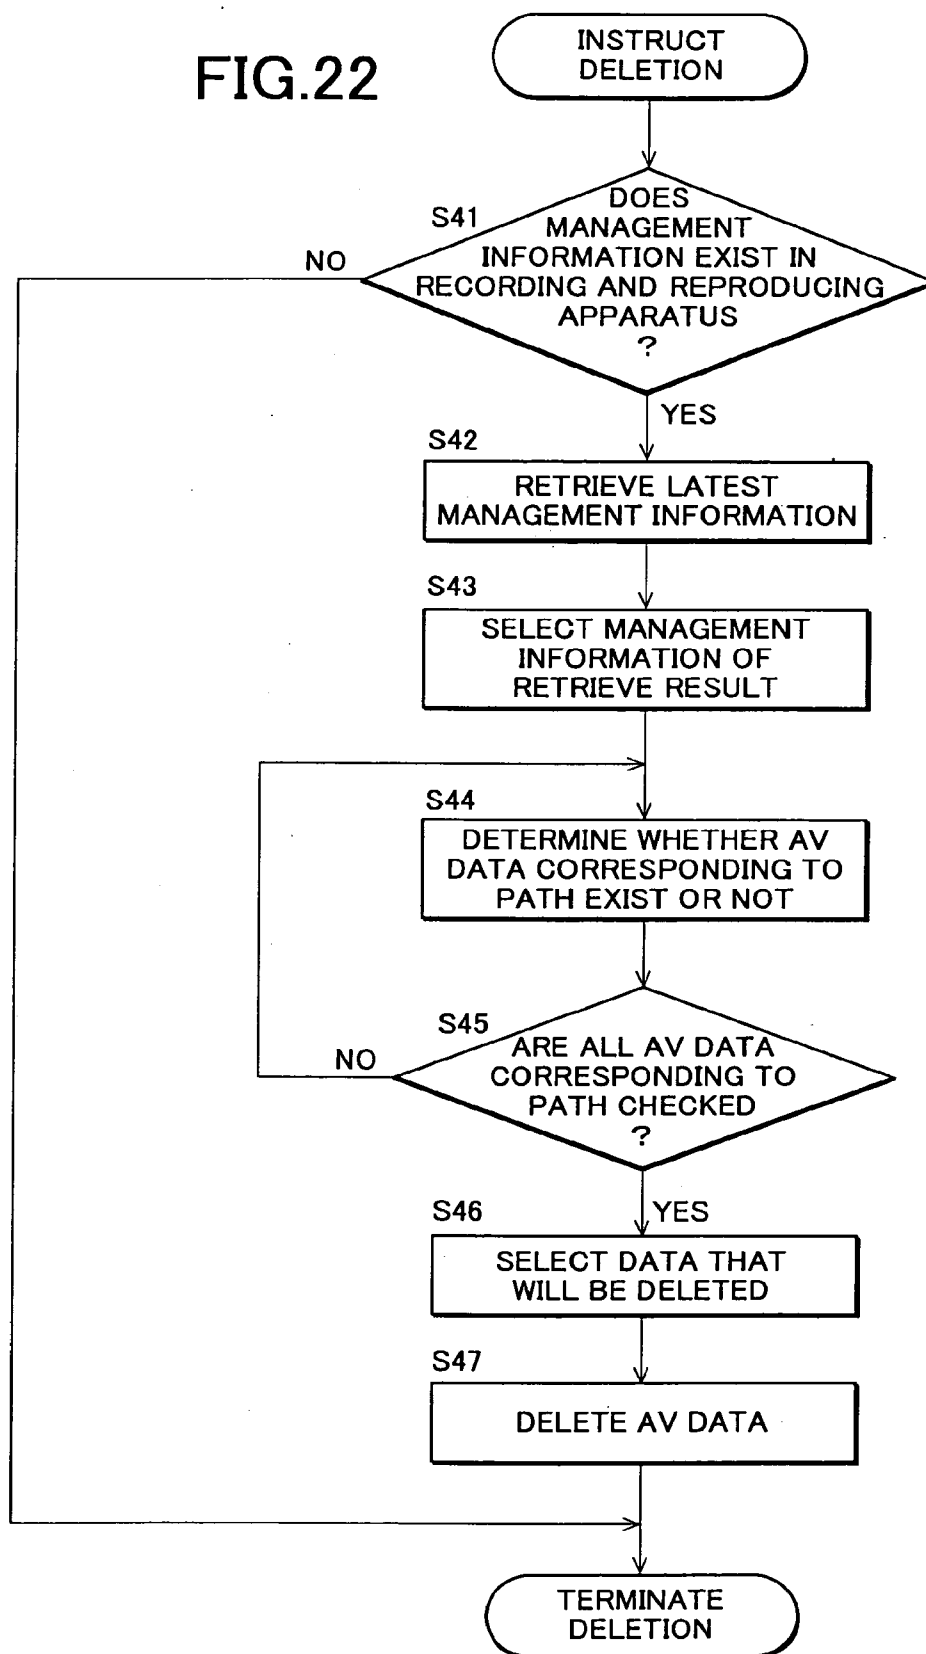 FIG.22
INSTRUCT
DELETION
S41
DOES
MANAGEMENT
INFORMATION EXIST IN
RECORDING AND REPRODUCING
APPARATUS
?
NO
YES
S42
RETRIEVE LATEST
MANAGEMENT INFORMATION
S43
SELECT MANAGEMENT
INFORMATION OF
RETRIEVE RESULT
S44
DETERMINE WHETHER AV
DATA CORRESPONDING TO
PATH EXIST OR NOT
S45
ARE ALL AV DATA
CORRESPONDING TO
PATH CHECKED
?
NO
YES
S46
SELECT DATA THAT
WILL BE DELETED
S47
DELETE AV DATA
TERMINATE
DELETION